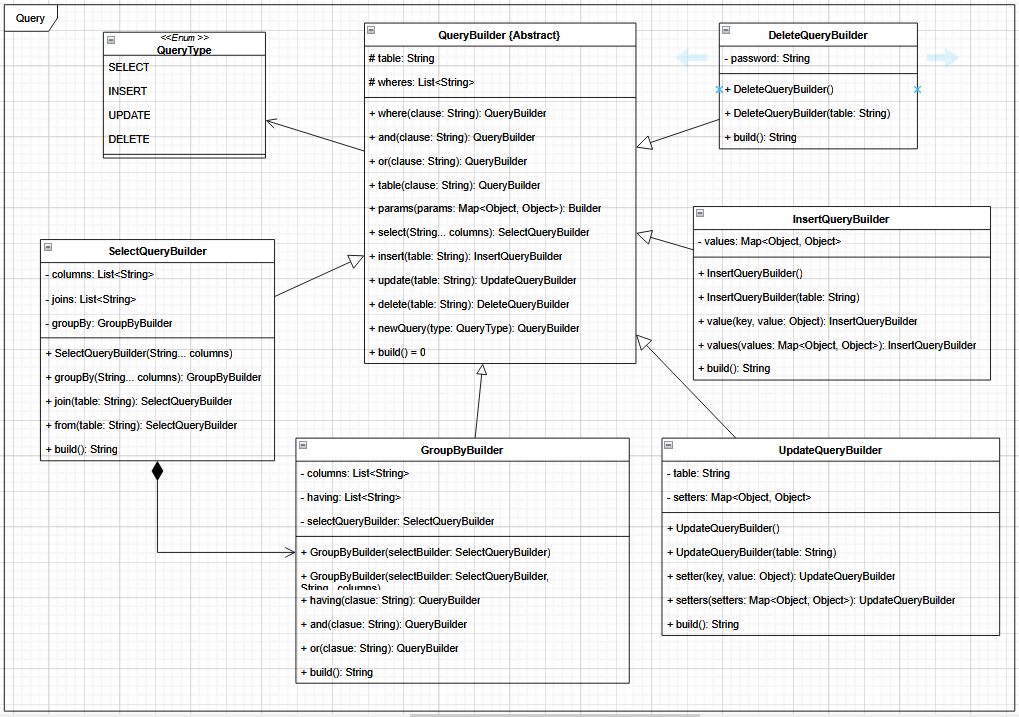 Query
<<Enum >>
QueryType
SELECT
INSERT
UPDATE
DELETE
QueryBuilder {Abstract}
# table: String
# wheres: List<String>
+ where(clause: String): QueryBuilder
+ and(clause: String): QueryBuilder
+ or(clause: String): QueryBuilder
+ table(clause: String): QueryBuilder
+ params(params: Map<Object, Object>): Builder
+ select(String... columns): SelectQueryBuilder
+ insert(table: String): InsertQueryBuilder
+ update(table: String): UpdateQueryBuilder
+ delete(table: String): DeleteQueryBuilder
+ newQuery(type: QueryType): QueryBuilder
+ build() = 0
DeleteQueryBuilder
- password: String
+ DeleteQueryBuilder()
+ DeleteQueryBuilder(table: String)
+ build(): String
InsertQueryBuilder
- values: Map<Object, Object>
+ InsertQueryBuilder()
+ InsertQueryBuilder(table: String)
+ value(key, value: Object): InsertQueryBuilder
+ values(values: Map<Object, Object>): InsertQueryBuilder
+ build(): String
SelectQueryBuilder
- columns: List<String>
- joins: List<String>
- groupBy: GroupByBuilder
+ SelectQueryBuilder(String... columns)
+ groupBy(String... columns): GroupByBuilder
+ join(table: String): SelectQueryBuilder
+ from(table: String): SelectQueryBuilder
+ build(): String
GroupByBuilder
- columns: List<String>
- having: List<String>
- selectQueryBuilder: SelectQueryBuilder
+ GroupByBuilder(selectBuilder: SelectQueryBuilder)
+ GroupByBuilder(selectBuilder: SelectQueryBuilder,
String... columns)
+ having(clasue: String): QueryBuilder
+ and(clasue: String): QueryBuilder
+ or(clasue: String): QueryBuilder
+ build(): String
UpdateQueryBuilder
- table: String
- setters: Map<Object, Object>
+ UpdateQueryBuilder()
+ UpdateQueryBuilder(table: String)
+ setter(key, value: Object): UpdateQueryBuilder
+ setters(setters: Map<Object, Object>): UpdateQueryBuilder
+ build(): String